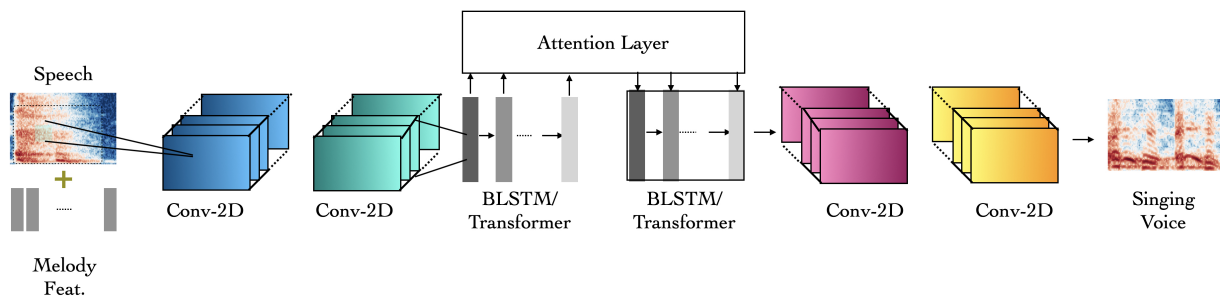 Attention Layer
Speech
+
......
Melody
Feat.
Conv-2D
Conv-2D
......
BLSTM/
Transformer
.......
BLSTM/
Transformer
Conv-2D
Conv-2D
Singing
Voice